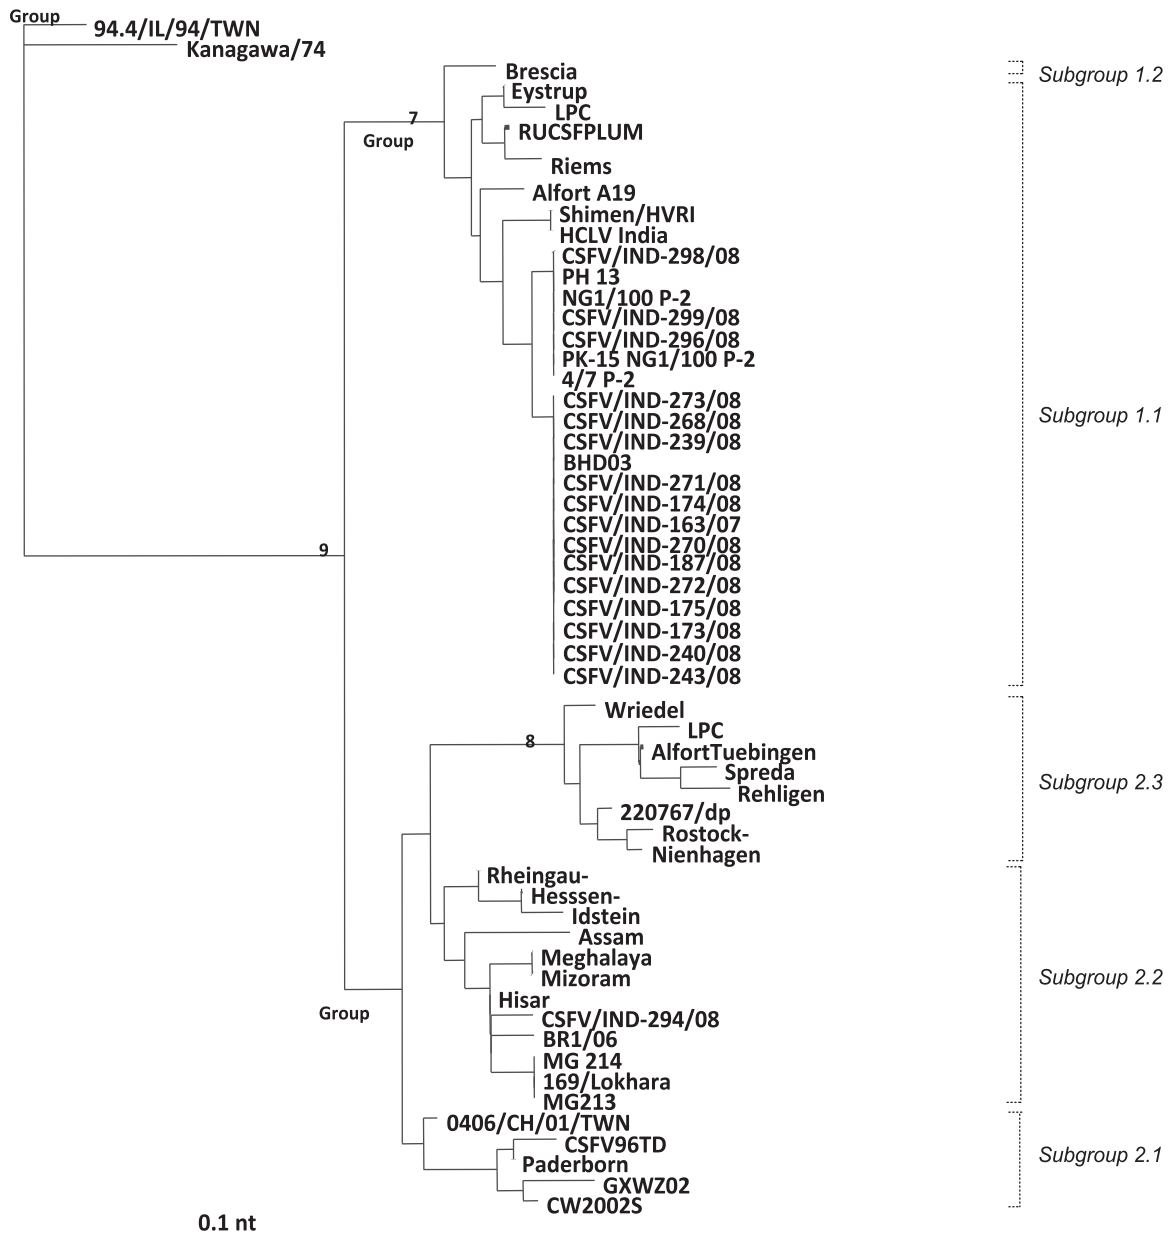 Group
94.4/IL/94/TWN
Kanagawa/74
Brescia
Subgroup 1.2
Eystrup
LPC
7
RUCSFPLUM
Group
Riems
Alfort A19
Shimen/HVRI
HCLV India
CSFV/IND-298/08
PH 13
NG1/100 P-2
CSFV/IND-299/08
CSFV/IND-296/08
PK-15 NG1/100 P-2
4/7 P-2
CSFV/IND-273/08
Subgroup 1.1
CSFV/IND-268/08
CSFV/IND-239/08
BHD03
CSFV/IND-271/08
CSFV/IND-174/08
CSFV/IND-163/07
9
CSFV/IND-270/08
CSFV/IND-187/08
CSFV/IND-272/08
CSFV/IND-175/08
CSFV/IND-173/08
CSFV/IND-240/08
CSFV/IND-243/08
Wriedel
LPC
8
AlfortTuebingen
Spreda
Subgroup 2.3
Rehligen
220767/dp
Rostock-
Nienhagen
Rheingau-
Hesssen-
Idstein
Assam
Meghalaya
Mizoram
Subgroup 2.2
Hisar
Group
CSFV/IND-294/08
BR1/06
MG 214
169/Lokhara
MG213
0406/CH/01/TWN
CSFV96TD
Subgroup 2.1
Paderborn
GXWZ02
CW2002S
0.1 nt